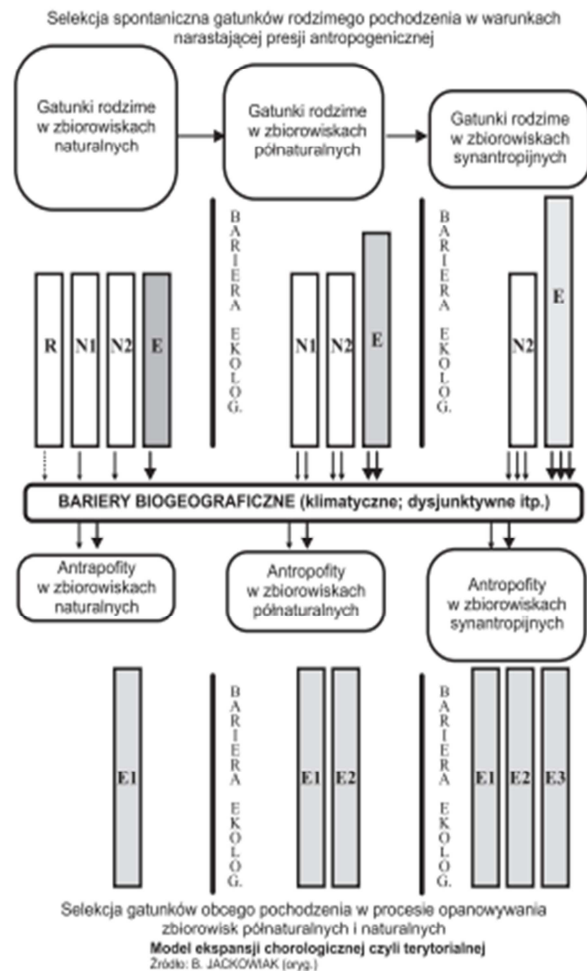 Selekcja spontaniczna gatunków rodzimego pochodzenia w warunkach
narastającej presji antropogenicznej
Gatunki rodzime
w zbiorowiskach
naturalnych
Gatunki rodzime
w zbiorowiskach
półnaturalnych
Gatunki rodzime
w zbiorowiskach
synantropijnych
R
N1
N2
E
BARIERA EKOLOG.
N1
N2
E
BARIERA EKOLOG.
N2
E
BARIERY BIOGEOGRAFICZNE (klimatyczne; dysjunktywne itp.)
Antrapofity
w zbiorowiskach
naturalnych
Antropofity
w zbiorowiskach
półnaturalnych
Antropofity
w zbiorowiskach
synantropijnych
E1
BARIERA EKOLOG.
E1
E2
BARIERA EKOLOG.
E1
E2
E3
Selekcja gatunków obcego pochodzenia w procesie opanowywania
zbiorowisk półnaturalnych i naturalnych
Model ekspansji chorologicznej czyli terytorialnej
Źródło: B. JACKOWIAK (oryg.)